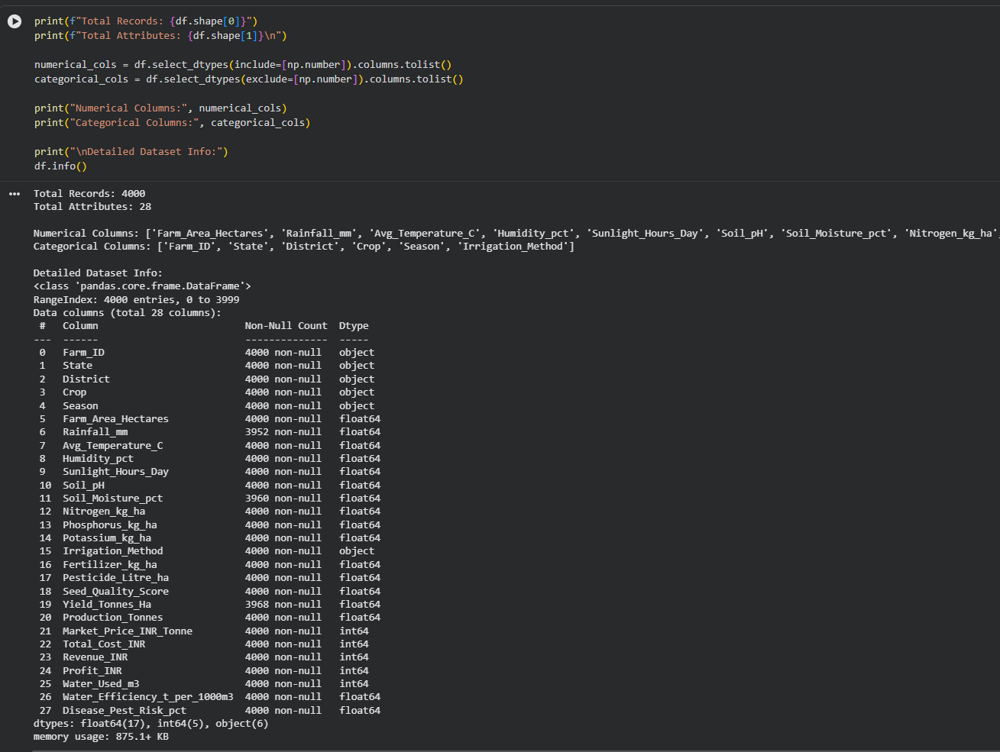 print(f"Total Records: {df.shape[0]}")
print(f"Total Attributes: {df.shape[1]}\n")
numerical_cols = df.select_dtypes(include=[np.number]).columns.tolist()
categorical_cols = df.select_dtypes(exclude=[np.number]).columns.tolist()
print("Numerical Columns:", numerical_cols)
print("Categorical Columns:", categorical_cols)
print("\nDetailed Dataset Info:")
df.info()
Total Records: 4000
Total Attributes: 28
Numerical Columns: ['Farm_Area_Hectares', 'Rainfall_mm', 'Avg_Temperature_C', 'Humidity_pct', 'Sunlight_Hours_Day', 'Soil_pH', 'Soil_Moisture_pct', 'Nitrogen_kg_ha',
Categorical Columns: ['Farm_ID', 'State', 'District', 'Crop', 'Season', 'Irrigation_Method']
Detailed Dataset Info:
<class 'pandas.core.frame.DataFrame'>
RangeIndex: 4000 entries, 0 to 3999
Data columns (total 28 columns):
 #   Column                         Non-Null Count  Dtype
---  ------                         --------------  -----
 0   Farm_ID                        4000 non-null   object
 1   State                          4000 non-null   object
 2   District                       4000 non-null   object
 3   Crop                           4000 non-null   object
 4   Season                         4000 non-null   object
 5   Farm_Area_Hectares             4000 non-null   float64
 6   Rainfall_mm                    3952 non-null   float64
 7   Avg_Temperature_C              4000 non-null   float64
 8   Humidity_pct                   4000 non-null   float64
 9   Sunlight_Hours_Day             4000 non-null   float64
 10  Soil_pH                        4000 non-null   float64
 11  Soil_Moisture_pct              3960 non-null   float64
 12  Nitrogen_kg_ha                 4000 non-null   float64
 13  Phosphorus_kg_ha               4000 non-null   float64
 14  Potassium_kg_ha                4000 non-null   float64
 15  Irrigation_Method              4000 non-null   object
 16  Fertilizer_kg_ha               4000 non-null   float64
 17  Pesticide_Litre_ha             4000 non-null   float64
 18  Seed_Quality_Score             4000 non-null   float64
 19  Yield_Tonnes_Ha                3968 non-null   float64
 20  Production_Tonnes              4000 non-null   float64
 21  Market_Price_INR_Tonne         4000 non-null   int64
 22  Total_Cost_INR                 4000 non-null   int64
 23  Revenue_INR                    4000 non-null   int64
 24  Profit_INR                     4000 non-null   int64
 25  Water_Used_m3                  4000 non-null   int64
 26  Water_Efficiency_t_per_1000m3  4000 non-null   float64
 27  Disease_Pest_Risk_pct          4000 non-null   float64
dtypes: float64(17), int64(5), object(6)
memory usage: 875.1+ KB